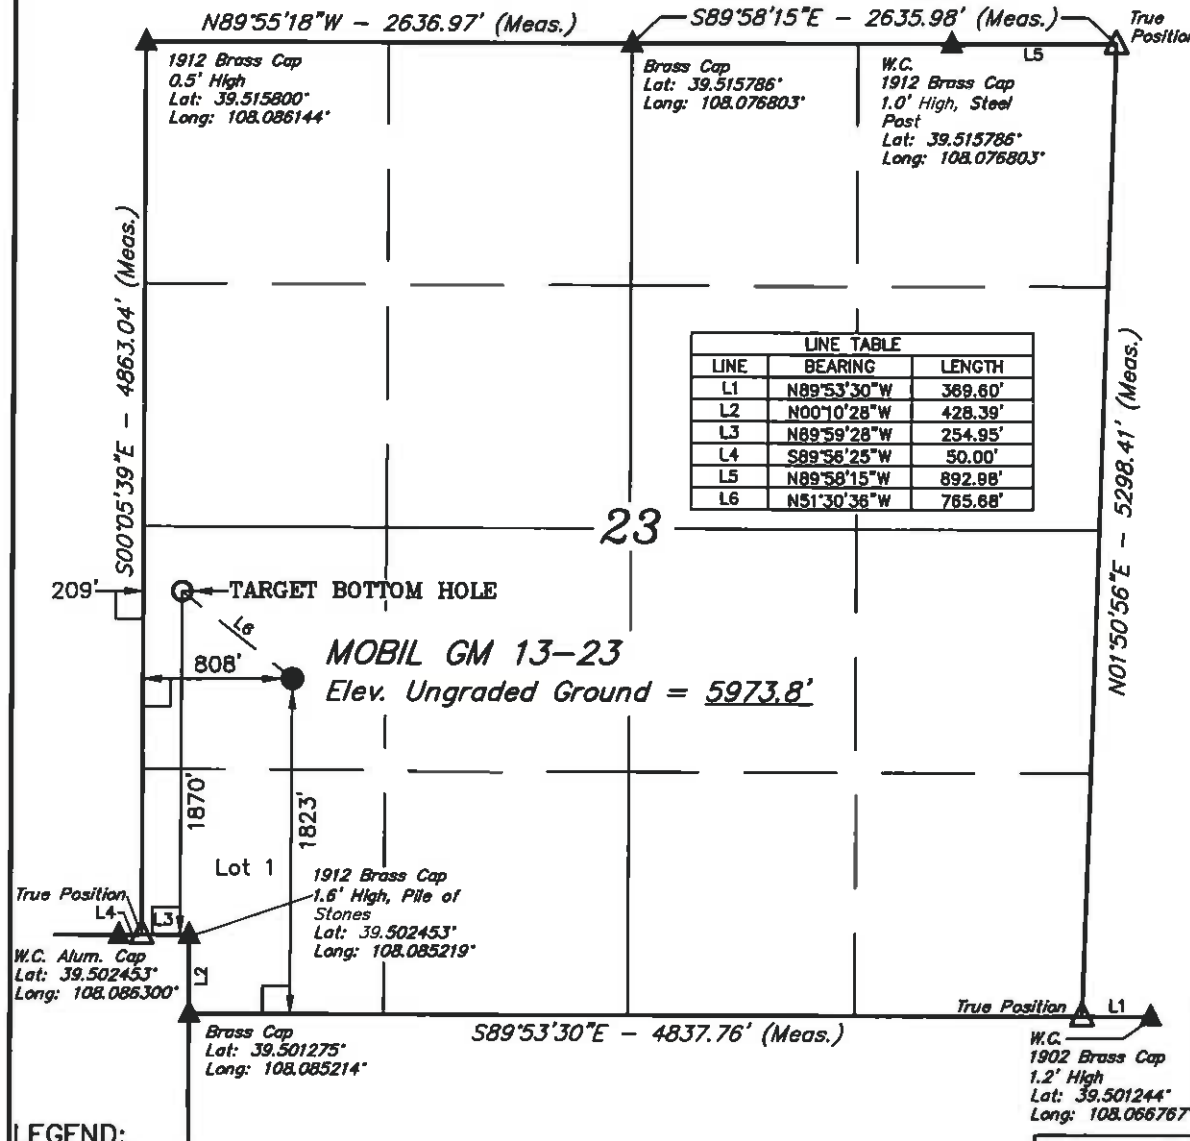 N89°55'18"W - 2636.97' (Meas.)
S89°58'15"E - 2635.98' (Meas.)
True
Position
L5
1912 Brass Cap
0.5' High
Lat: 39.515800°
Long: 108.086144°
Brass Cap
Lat: 39.515786°
Long: 108.076803°
W.C.
1912 Brass Cap
1.0' High, Steel
Post
Lat: 39.515786°
Long: 108.076803°
S00°05'39"E - 4863.04' (Meas.)
LINE TABLE
LINE BEARING LENGTH
L1 N89°53'30"W 369.60'
L2 N00°10'28"W 428.39'
L3 N89°59'28"W 254.95'
L4 S89°56'25"W 50.00'
L5 N89°58'15"W 892.98'
L6 N51°30'36"W 765.68'
N01°50'56"E - 5298.41' (Meas.)
23
209'
TARGET BOTTOM HOLE
L6
MOBIL GM 13-23
808'
Elev. Ungraded Ground = 5973.8'
1870'
1823'
Lot 1
1912 Brass Cap
1.6' High, Pile of
Stones
Lat: 39.502453°
Long: 108.085219°
True Position
L4
L3
W.C. Alum. Cap
Lat: 39.502453°
Long: 108.086300°
L2
Brass Cap
Lat: 39.501275°
Long: 108.085214°
S89°53'30"E - 4837.76' (Meas.)
True Position
L1
W.C.
1902 Brass Cap
1.2' High
Lat: 39.501244°
Long: 108.066767°
LEGEND: